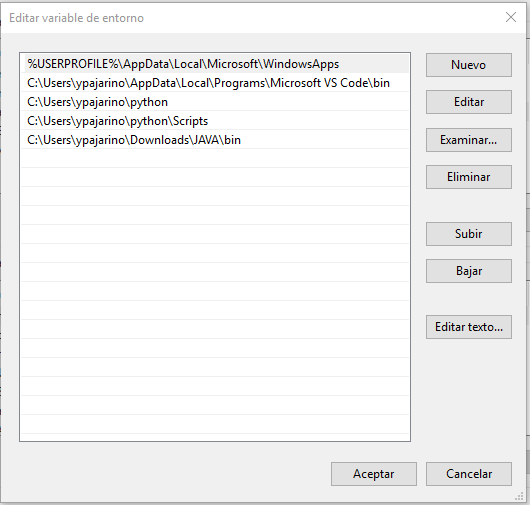 Editar variable de entorno
%USERPROFILE%\AppData\Local\Microsoft\WindowsApps
C:\Users\ypajarino\AppData\Local\Programs\Microsoft VS Code\bin
C:\Users\ypajarino\python
C:\Users\ypajarino\python\Scripts
C:\Users\ypajarino\Downloads\JAVA\bin
Nuevo
Editar
Examinar...
Eliminar
Subir
Bajar
Editar texto...
Aceptar
Cancelar